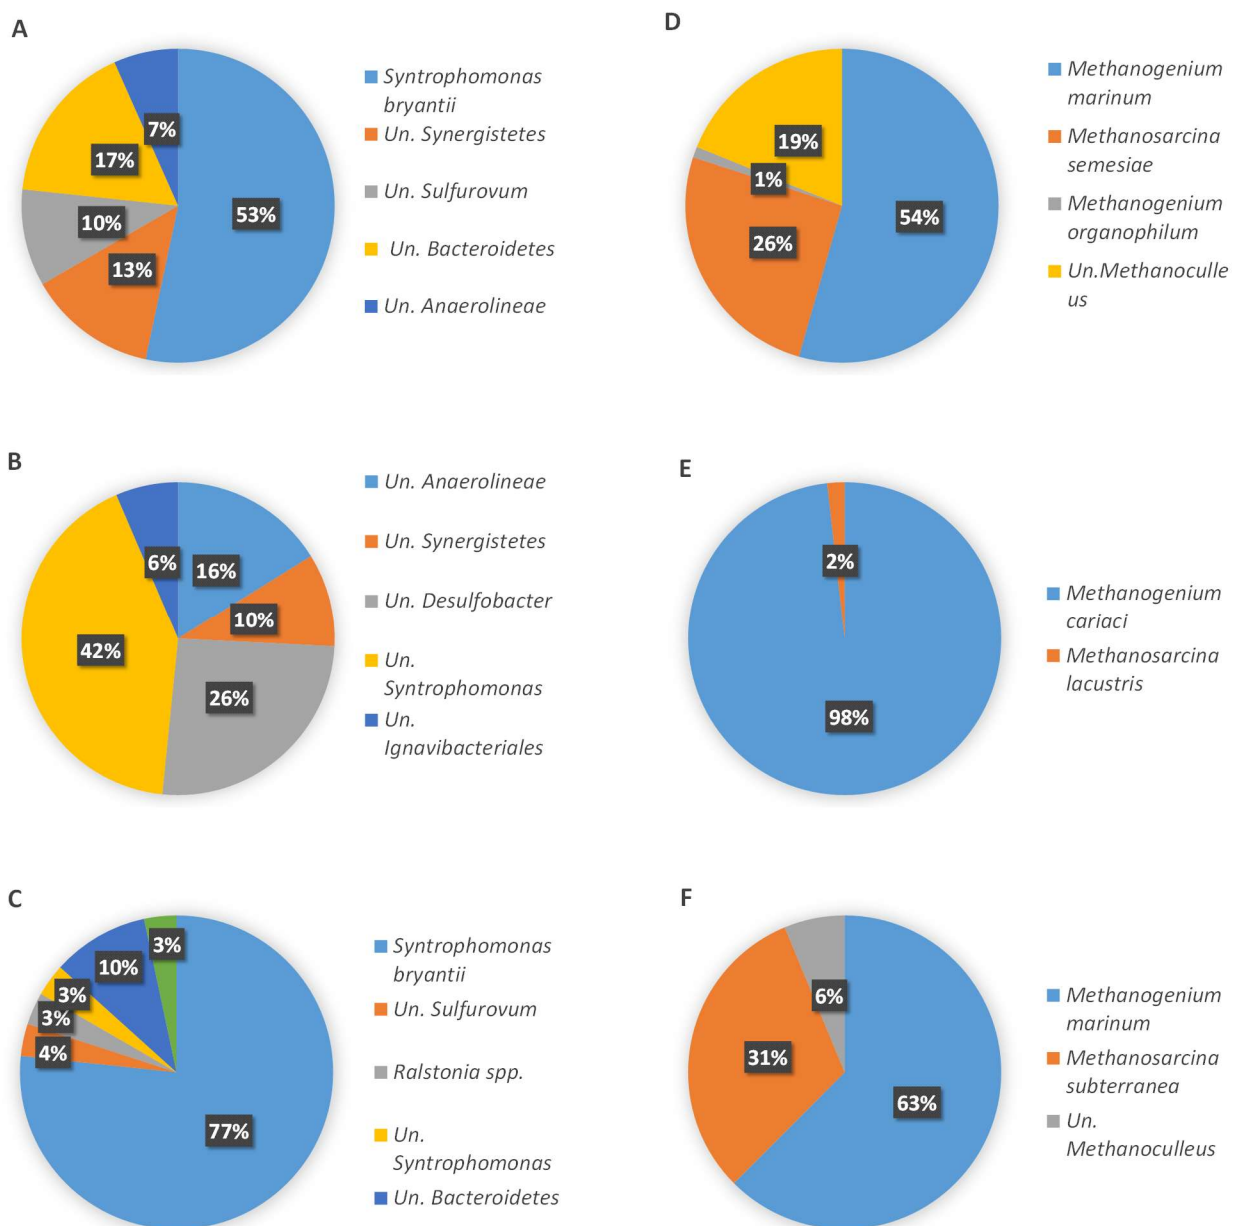 A
7%
17%
10%
13%
53%
Syntrophomonas
bryantii
Un. Synergistetes
Un. Sulfurovum
Un. Bacteroidetes
Un. Anaerolineae
D
19%
1%
26%
54%
Methanogenium
marinum
Methanosarcina
semesiae
Methanogenium
organophilum
Un.Methanoculle
us
B
6%
16%
10%
42%
26%
Un. Anaerolineae
Un. Synergistetes
Un. Desulfobacter
Un.
Syntrophomonas
Un.
Ignavibacteriales
E
2%
98%
Methanogenium
cariaci
Methanosarcina
lacustris
C
3%
10%
3%
3%
4%
77%
Syntrophomonas
bryantii
Un. Sulfurovum
Ralstonia spp.
Un.
Syntrophomonas
Un. Bacteroidetes
F
6%
31%
63%
Methanogenium
marinum
Methanosarcina
subterranea
Un.
Methanoculleus